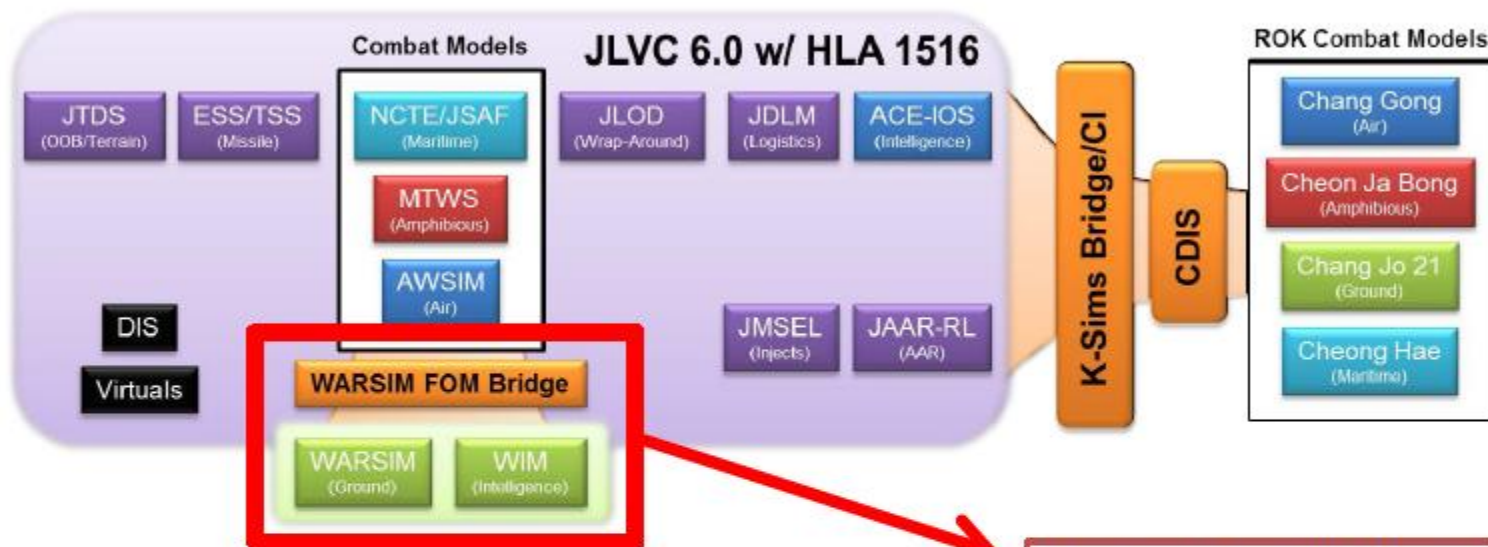 Combat Models
JLVC 6.0 w/ HLA 1516
ROK Combat Models
JTDS
(OOB/Terrain)
ESS/TSS
(Missile)
NCTE/JSAF
(Maritime)
JLOD
(Wrap-Around)
JDLM
(Logistics)
ACE-IOS
(Intelligence)
MTWS
(Amphibious)
AWSIM
(Air)
DIS
Virtuals
JMSEL
(Injects)
JAAR-RL
(AAR)
WARSIM FOM Bridge
WARSIM
(Ground)
WIM
(Intelligence)
K-Sims Bridge/CI
CDIS
Chang Gong
(Air)
Cheon Ja Bong
(Amphibious)
Chang Jo 21
(Ground)
Cheong Hae
(Maritime)